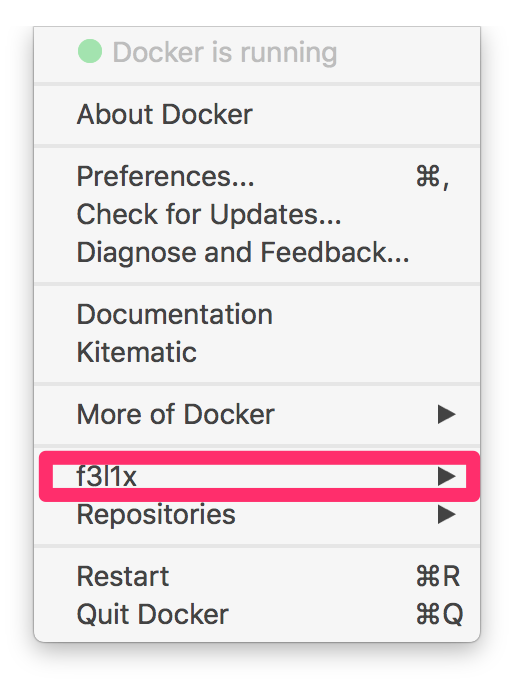 Docker is running
About Docker
Preferences... ⌘,
Check for Updates...
Diagnose and Feedback...
Documentation
Kitematic
More of Docker ▶
f3l1x ▶
Repositories ▶
Restart ⌘R
Quit Docker ⌘Q